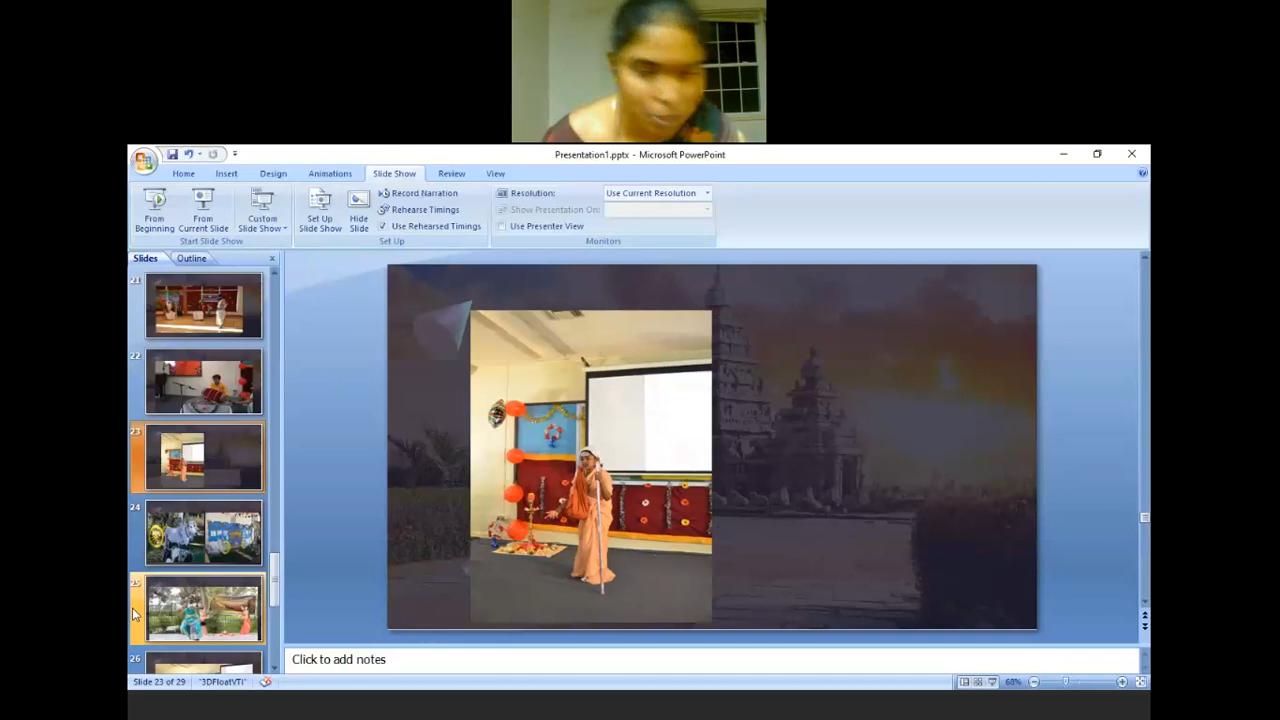 Presentation1.pptx - Microsoft PowerPoint
Home Insert Design Animations Slide Show Review View
From Beginning
From Current Slide
Custom Slide Show
Start Slide Show
Set Up Slide Show
Hide Slide
Record Narration
Rehearse Timings
Use Rehearsed Timings
Set Up
Resolution: Use Current Resolution
Show Presentation On:
Use Presenter View
Monitors
Slides Outline
21
22
23
24
25
26
Click to add notes
Slide 23 of 29 "3DFloatVTI" 68%